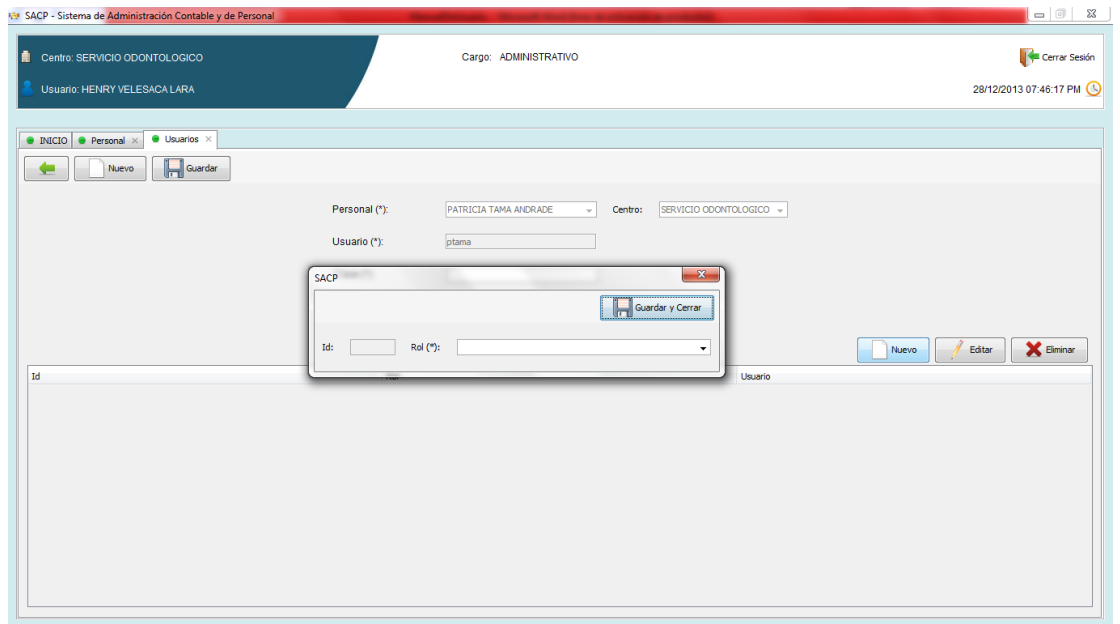 SACP - Sistema de Administración Contable y de Personal
Centro: SERVICIO ODONTOLOGICO
Cargo: ADMINISTRATIVO
Cerrar Sesión
Usuario: HENRY VELESACA LARA
28/12/2013 07:46:17 PM
INICIO Personal Usuarios
Nuevo Guardar
Personal (*): PATRICIA TAMA ANDRADE Centro: SERVICIO ODONTOLOGICO
Usuario (*): ptama
SACP
Guardar y Cerrar
Id: Rol (*):
Nuevo Editar Eliminar
Id Usuario